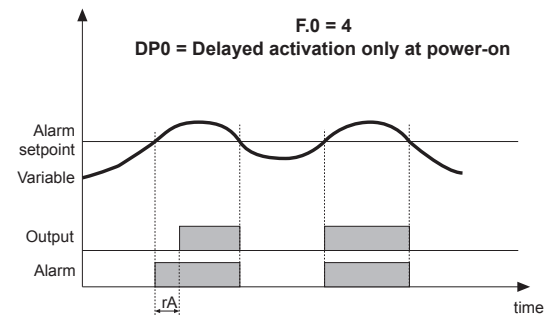 F.0 = 4
DP0 = Delayed activation only at power-on
Alarm
setpoint
Variable
Output
Alarm
rA
time